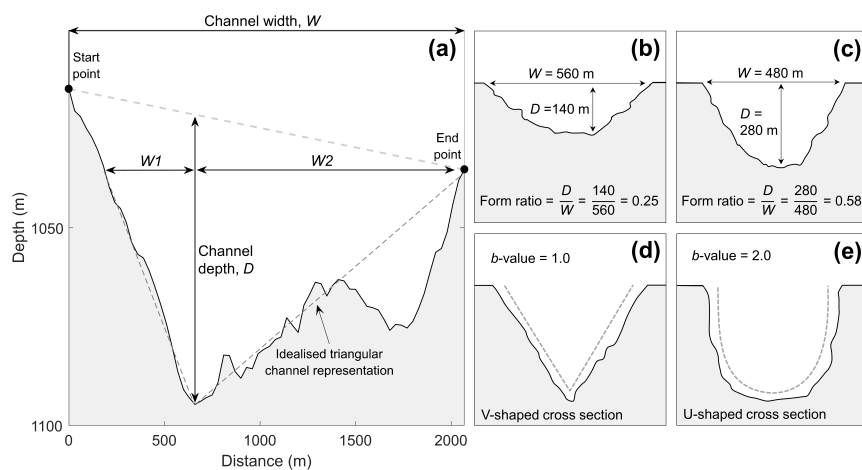 Channel width, W
(a)
Start
point
End
point
W1
W2
Channel
depth, D
Idealised triangular
channel representation
Depth (m)
1050
1100
0
500
1000
1500
2000
Distance (m)
(b)
W = 560 m
D =140 m
Form ratio = D/W = 140/560 = 0.25
(c)
W = 480 m
D =
280 m
Form ratio = D/W = 280/480 = 0.58
(d)
b-value = 1.0
V-shaped cross section
(e)
b-value = 2.0
U-shaped cross section